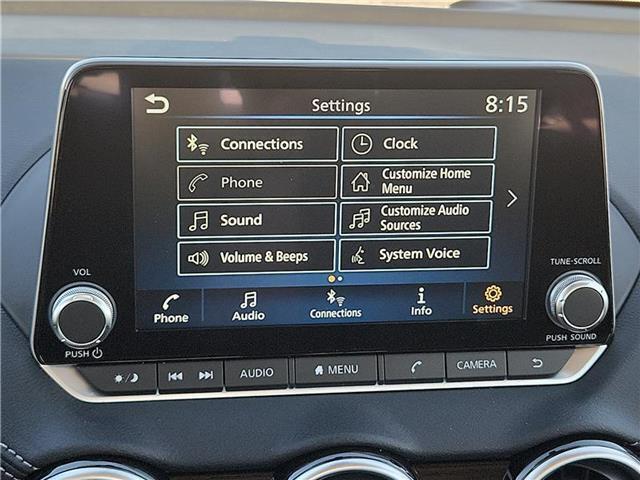 Settings
8:15
Connections
Clock
Phone
Customize Home
Menu
Sound
Customize Audio
Sources
Volume & Beeps
System Voice
Phone
Audio
Connections
Info
Settings
VOL
PUSH
TUNE·SCROLL
PUSH SOUND
AUDIO
MENU
CAMERA